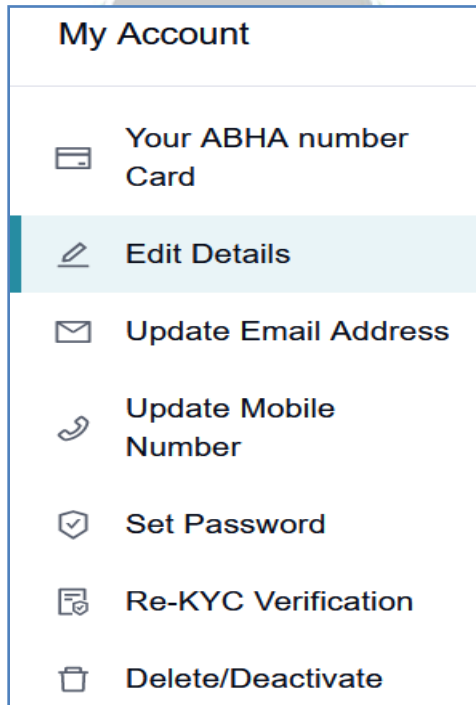 My Account
Your ABHA number
Card
Edit Details
Update Email Address
Update Mobile
Number
Set Password
Re-KYC Verification
Delete/Deactivate